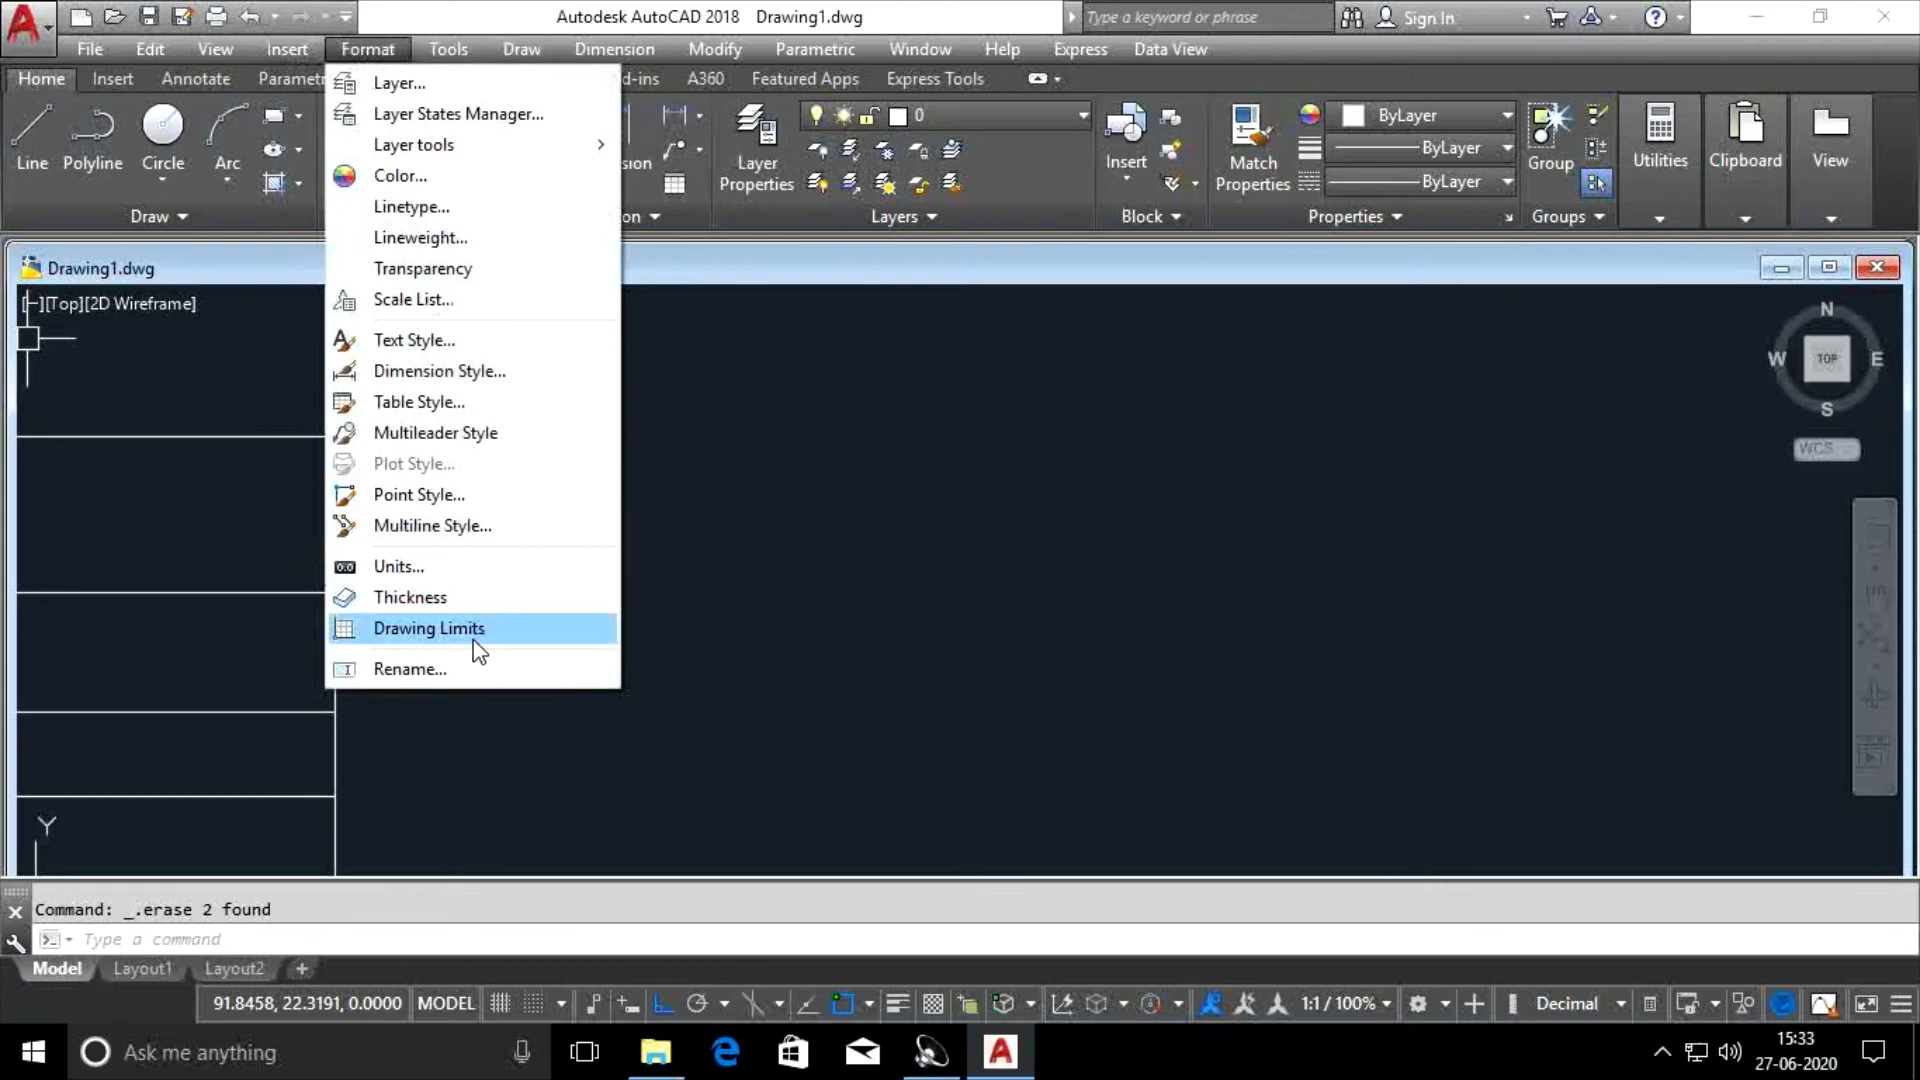 Autodesk AutoCAD 2018 Drawing1.dwg
Type a keyword or phrase
Sign In
File Edit View Insert Format Tools Draw Dimension Modify Parametric Window Help Express Data View
Home Insert Annotate Paramet d-ins A360 Featured Apps Express Tools
Line Polyline Circle Arc
Draw
sion
on
Layer Properties
0
Layers
Insert
Block
Match Properties
ByLayer
ByLayer
ByLayer
Properties
Group
Groups
Utilities
Clipboard
View
Layer...
Layer States Manager...
Layer tools
Color...
Linetype...
Lineweight...
Transparency
Scale List...
Text Style...
Dimension Style...
Table Style...
Multileader Style
Plot Style...
Point Style...
Multiline Style...
0.0 Units...
Thickness
Drawing Limits
Rename...
Drawing1.dwg
[−][Top][2D Wireframe]
N
W TOP E
S
WCS
Y
Command: _.erase 2 found
Type a command
Model Layout1 Layout2 +
91.8458, 22.3191, 0.0000 MODEL 1:1 / 100% Decimal
Ask me anything
15:33
27-06-2020